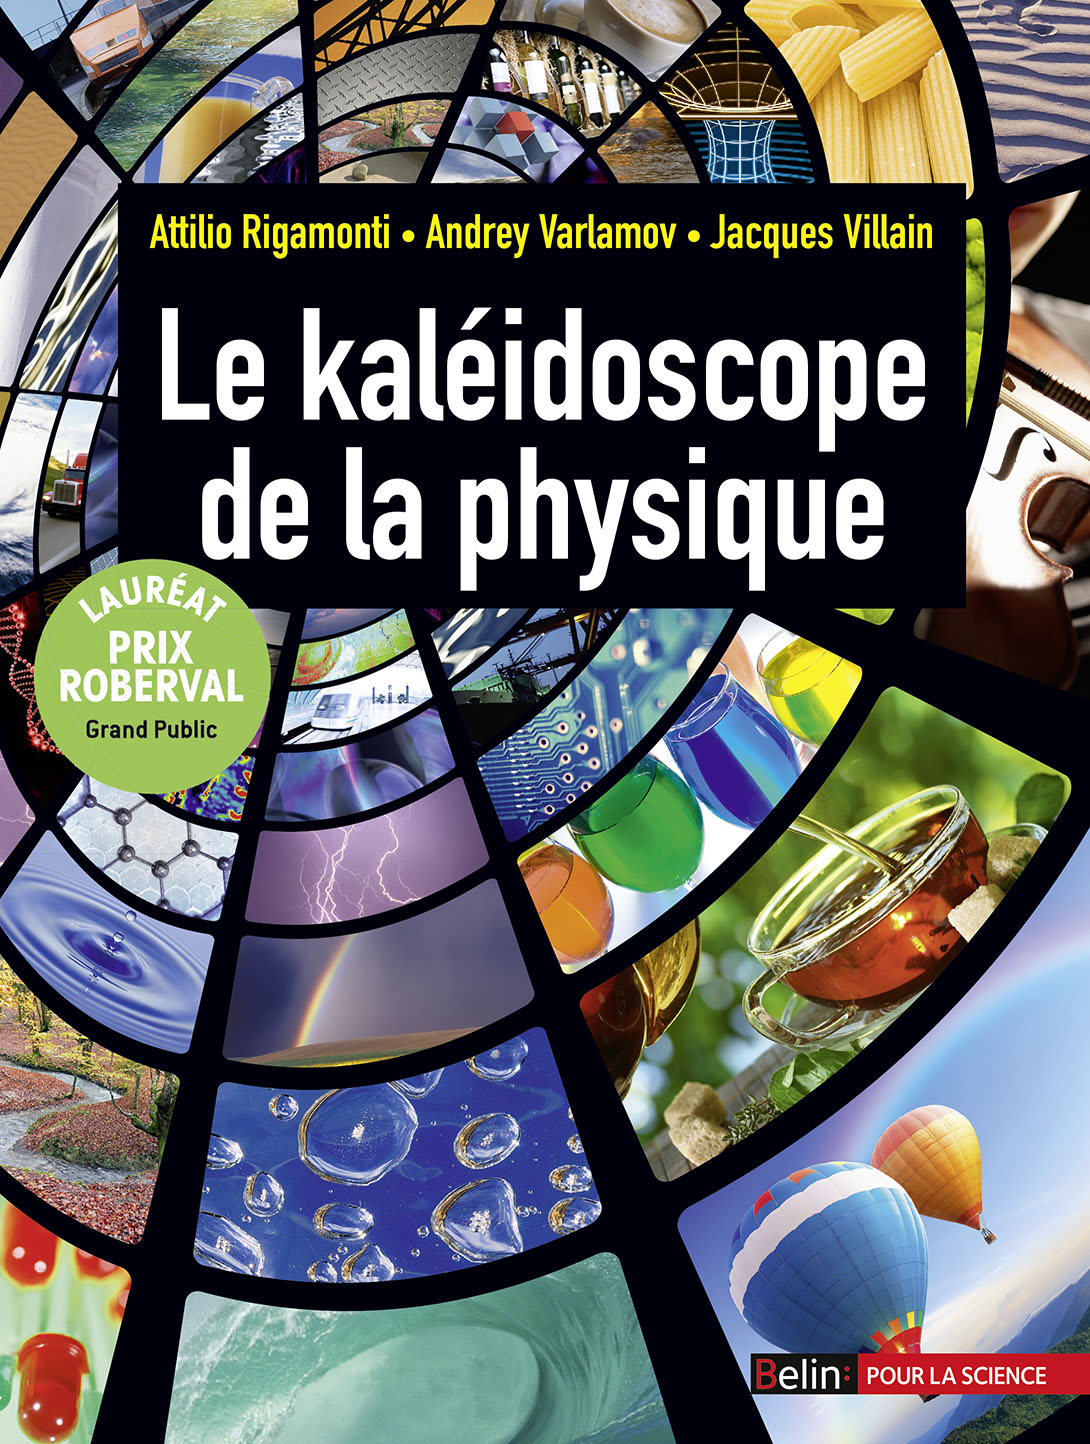 Attilio Rigamonti • Andrey Varlamov • Jacques Villain
Le kaléidoscope
de la physique
LAURÉAT
PRIX
ROBERVAL
Grand Public
Belin:
POUR LA SCIENCE